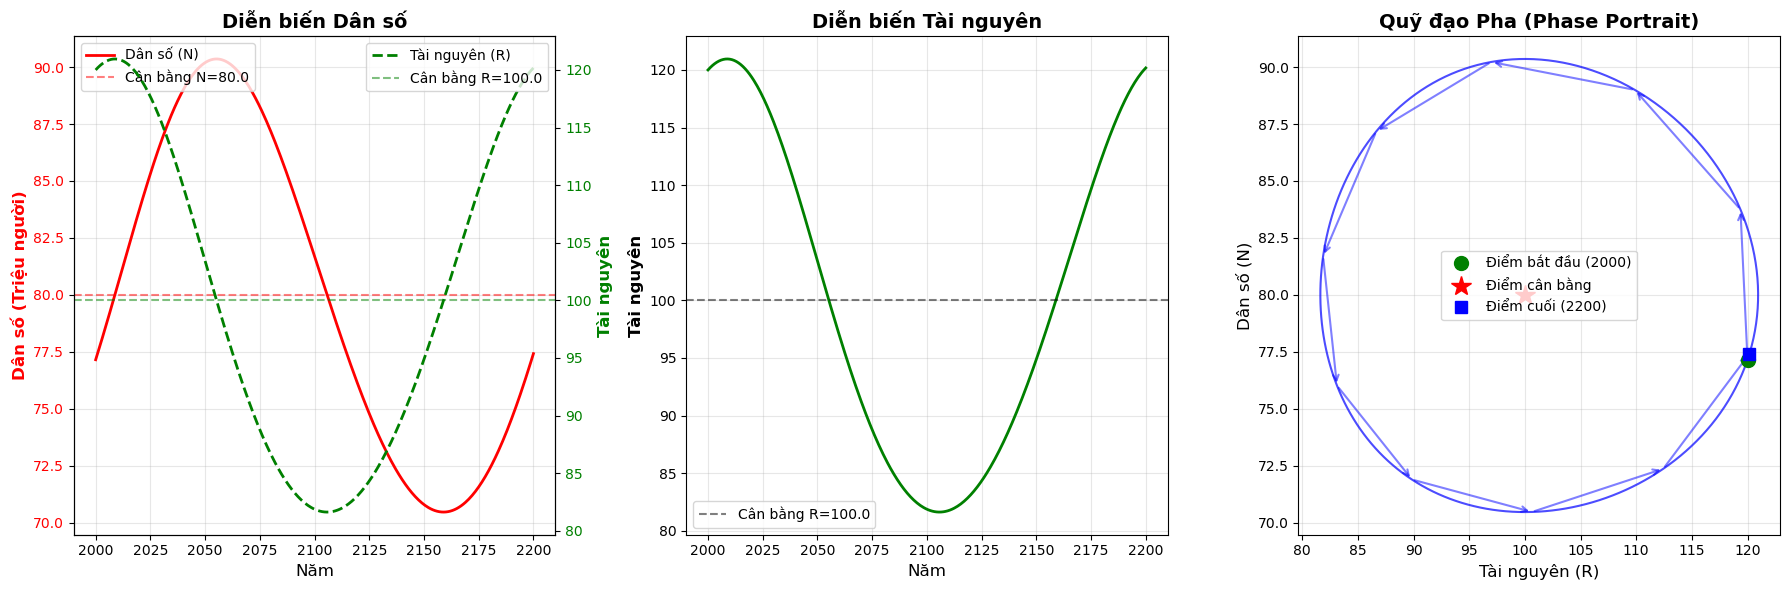 Diễn biến Dân số
Dân số (N)
Cân bằng N=80.0
Tài nguyên (R)
Cân bằng R=100.0
90.0
87.5
85.0
82.5
80.0
77.5
75.0
72.5
70.0
Dân số (Triệu người)
120
115
110
105
100
95
90
85
80
Tài nguyên
2000 2025 2050 2075 2100 2125 2150 2175 2200
Năm
Diễn biến Tài nguyên
120
115
110
105
100
95
90
85
80
Tài nguyên
Cân bằng R=100.0
2000 2025 2050 2075 2100 2125 2150 2175 2200
Năm
Quỹ đạo Pha (Phase Portrait)
90.0
87.5
85.0
82.5
80.0
77.5
75.0
72.5
70.0
Dân số (N)
Điểm bắt đầu (2000)
Điểm cân bằng
Điểm cuối (2200)
80 85 90 95 100 105 110 115 120
Tài nguyên (R)